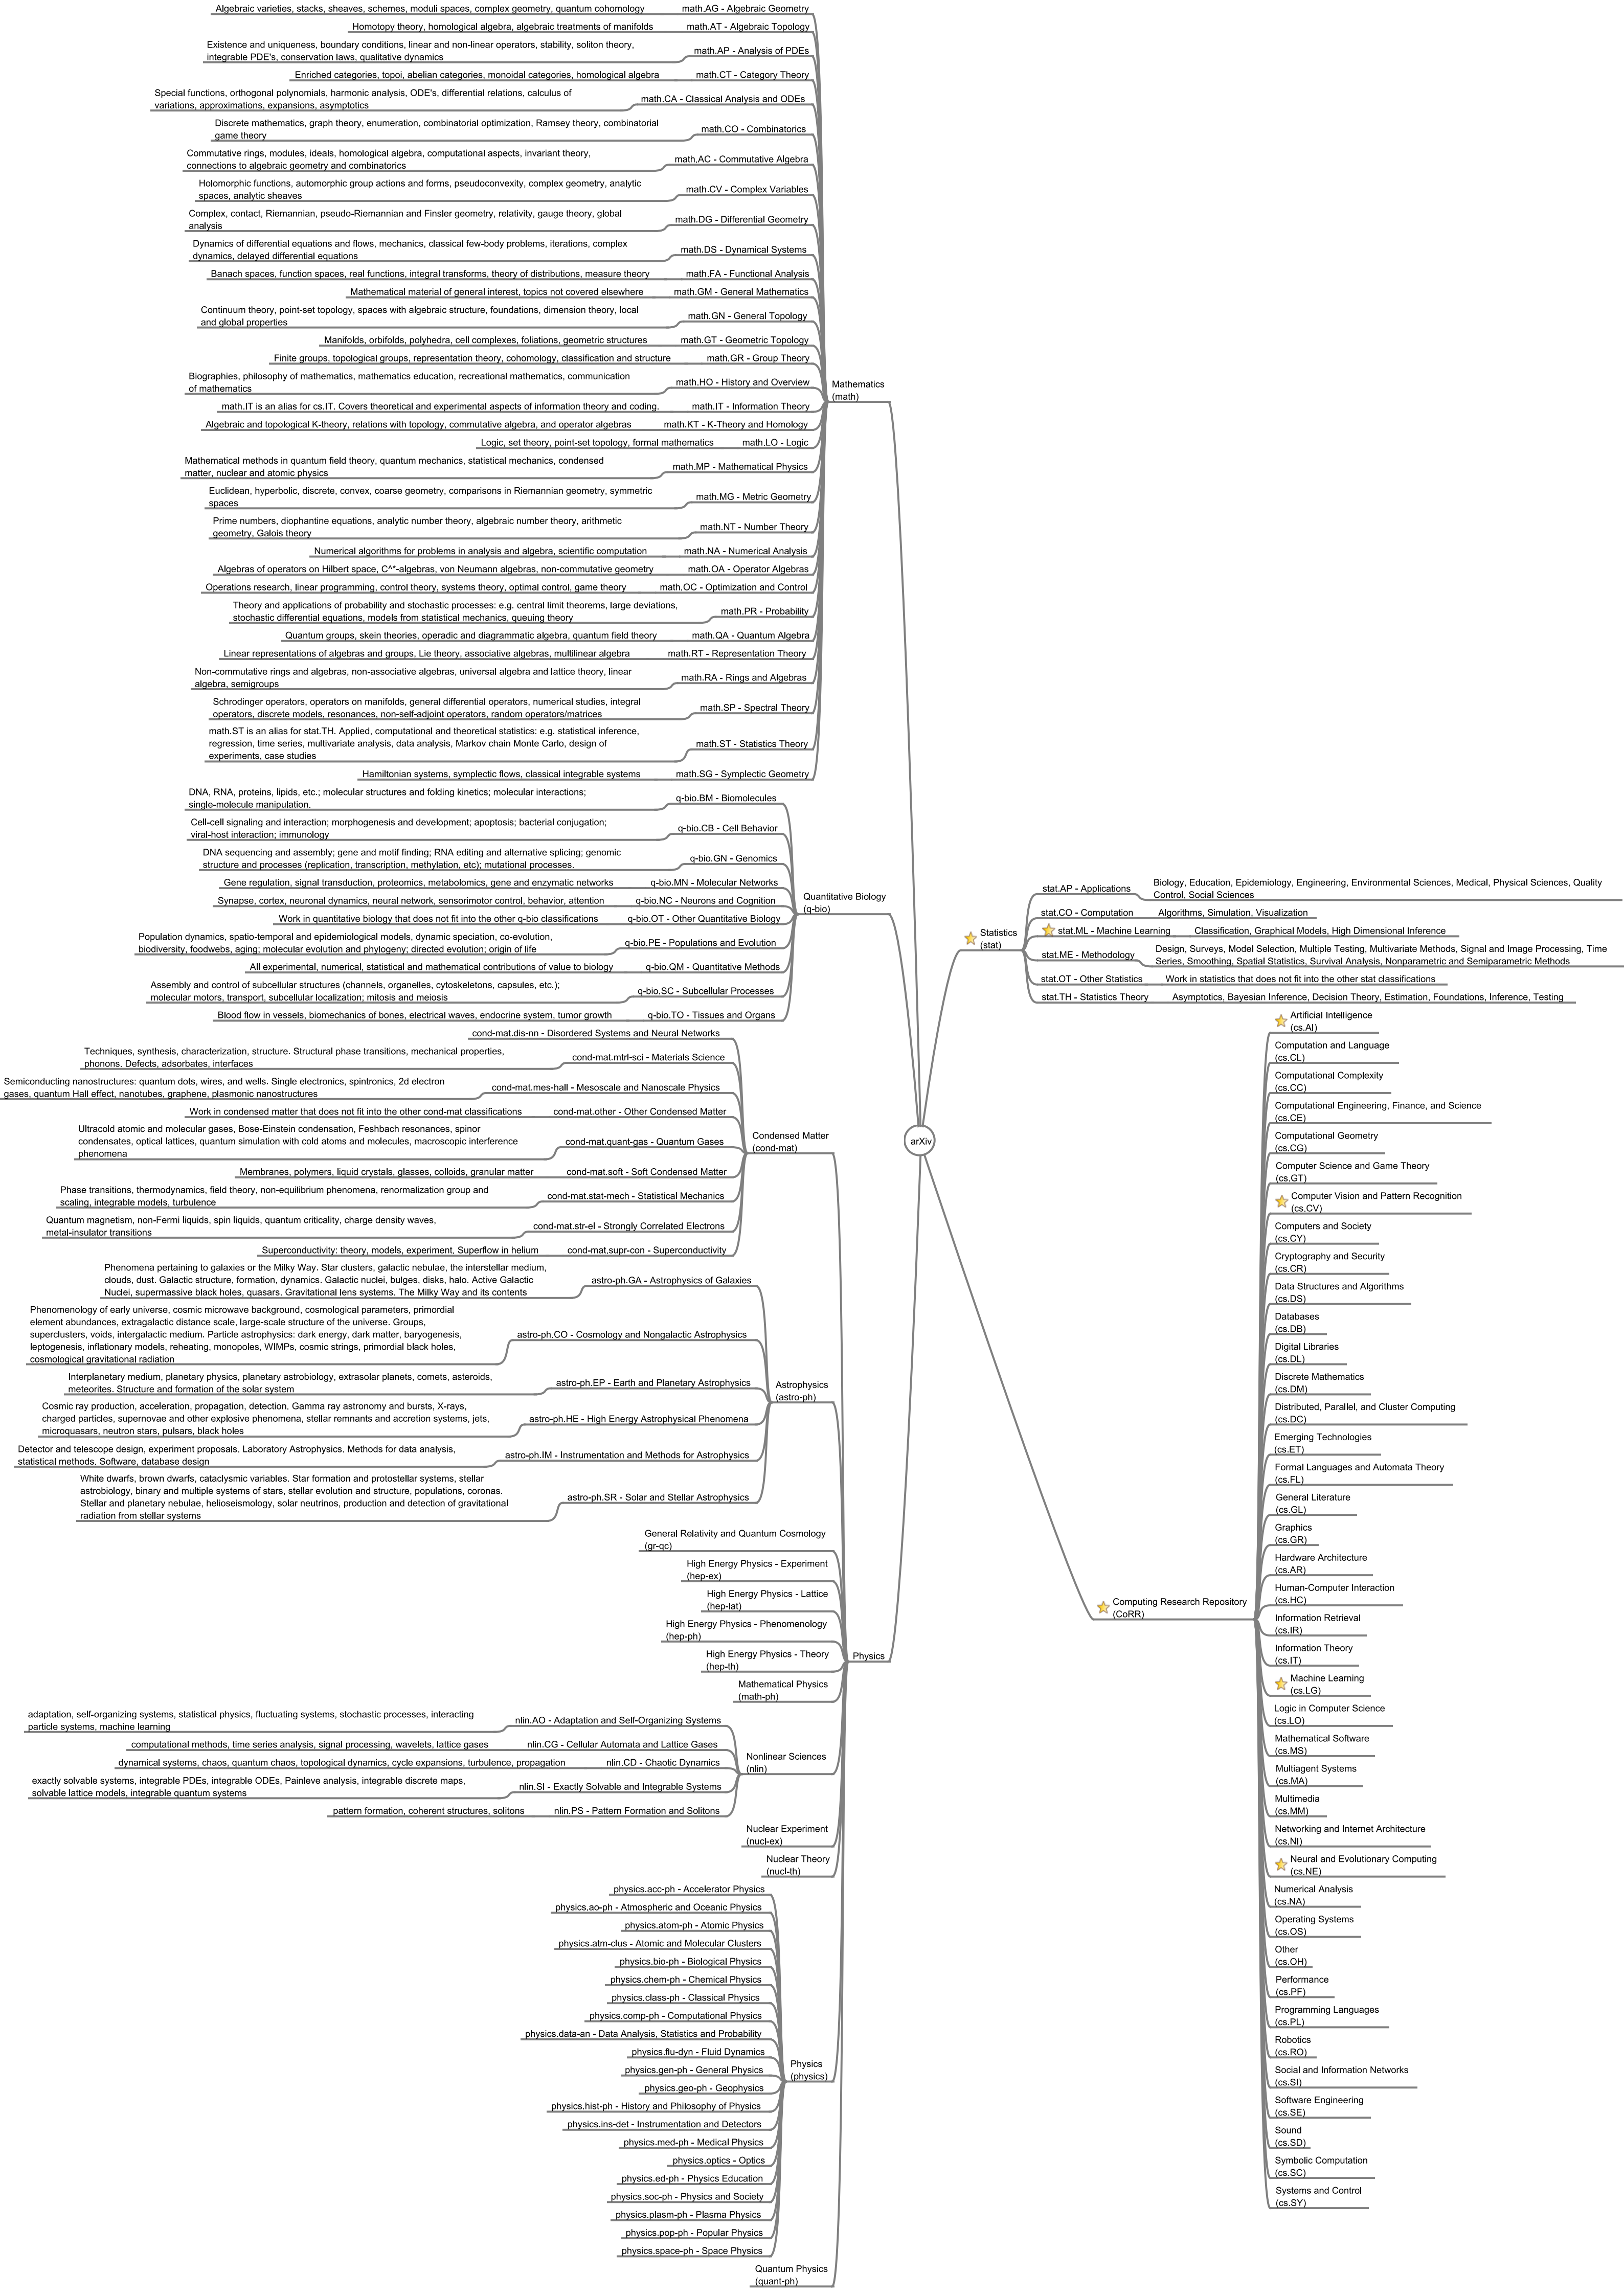 Algebraic varieties, stacks, sheaves, schemes, moduli spaces, complex geometry, quantum cohomology
math.AG - Algebraic Geometry
Homotopy theory, homological algebra, algebraic treatments of manifolds
math.AT - Algebraic Topology
Existence and uniqueness, boundary conditions, linear and non-linear operators, stability, soliton theory,
integrable PDE's, conservation laws, qualitative dynamics
math.AP - Analysis of PDEs
Enriched categories, topoi, abelian categories, monoidal categories, homological algebra
math.CT - Category Theory
Special functions, orthogonal polynomials, harmonic analysis, ODE's, differential relations, calculus of
variations, approximations, expansions, asymptotics
math.CA - Classical Analysis and ODEs
Discrete mathematics, graph theory, enumeration, combinatorial optimization, Ramsey theory, combinatorial
game theory
math.CO - Combinatorics
Commutative rings, modules, ideals, homological algebra, computational aspects, invariant theory,
connections to algebraic geometry and combinatorics
math.AC - Commutative Algebra
Holomorphic functions, automorphic group actions and forms, pseudoconvexity, complex geometry, analytic
spaces, analytic sheaves
math.CV - Complex Variables
Complex, contact, Riemannian, pseudo-Riemannian and Finsler geometry, relativity, gauge theory, global
analysis
math.DG - Differential Geometry
Dynamics of differential equations and flows, mechanics, classical few-body problems, iterations, complex
dynamics, delayed differential equations
math.DS - Dynamical Systems
Banach spaces, function spaces, real functions, integral transforms, theory of distributions, measure theory
math.FA - Functional Analysis
Mathematical material of general interest, topics not covered elsewhere
math.GM - General Mathematics
Continuum theory, point-set topology, spaces with algebraic structure, foundations, dimension theory, local
and global properties
math.GN - General Topology
Manifolds, orbifolds, polyhedra, cell complexes, foliations, geometric structures
math.GT - Geometric Topology
Finite groups, topological groups, representation theory, cohomology, classification and structure
math.GR - Group Theory
Biographies, philosophy of mathematics, mathematics education, recreational mathematics, communication
of mathematics
math.HO - History and Overview
math.IT is an alias for cs.IT. Covers theoretical and experimental aspects of information theory and coding.
math.IT - Information Theory
Algebraic and topological K-theory, relations with topology, commutative algebra, and operator algebras
math.KT - K-Theory and Homology
Logic, set theory, point-set topology, formal mathematics
math.LO - Logic
Mathematical methods in quantum field theory, quantum mechanics, statistical mechanics, condensed
matter, nuclear and atomic physics
math.MP - Mathematical Physics
Euclidean, hyperbolic, discrete, convex, coarse geometry, comparisons in Riemannian geometry, symmetric
spaces
math.MG - Metric Geometry
Prime numbers, diophantine equations, analytic number theory, algebraic number theory, arithmetic
geometry, Galois theory
math.NT - Number Theory
Numerical algorithms for problems in analysis and algebra, scientific computation
math.NA - Numerical Analysis
Algebras of operators on Hilbert space, C^*-algebras, von Neumann algebras, non-commutative geometry
math.OA - Operator Algebras
Operations research, linear programming, control theory, systems theory, optimal control, game theory
math.OC - Optimization and Control
Theory and applications of probability and stochastic processes: e.g. central limit theorems, large deviations,
stochastic differential equations, models from statistical mechanics, queuing theory
math.PR - Probability
Quantum groups, skein theories, operadic and diagrammatic algebra, quantum field theory
math.QA - Quantum Algebra
Linear representations of algebras and groups, Lie theory, associative algebras, multilinear algebra
math.RT - Representation Theory
Non-commutative rings and algebras, non-associative algebras, universal algebra and lattice theory, linear
algebra, semigroups
math.RA - Rings and Algebras
Schrodinger operators, operators on manifolds, general differential operators, numerical studies, integral
operators, discrete models, resonances, non-self-adjoint operators, random operators/matrices
math.SP - Spectral Theory
math.ST is an alias for stat.TH. Applied, computational and theoretical statistics: e.g. statistical inference,
regression, time series, multivariate analysis, data analysis, Markov chain Monte Carlo, design of
experiments, case studies
math.ST - Statistics Theory
Hamiltonian systems, symplectic flows, classical integrable systems
math.SG - Symplectic Geometry
Mathematics
(math)
DNA, RNA, proteins, lipids, etc.; molecular structures and folding kinetics; molecular interactions;
single-molecule manipulation.
q-bio.BM - Biomolecules
Cell-cell signaling and interaction; morphogenesis and development; apoptosis; bacterial conjugation;
viral-host interaction; immunology
q-bio.CB - Cell Behavior
DNA sequencing and assembly; gene and motif finding; RNA editing and alternative splicing; genomic
structure and processes (replication, transcription, methylation, etc); mutational processes.
q-bio.GN - Genomics
Gene regulation, signal transduction, proteomics, metabolomics, gene and enzymatic networks
q-bio.MN - Molecular Networks
Synapse, cortex, neuronal dynamics, neural network, sensorimotor control, behavior, attention
q-bio.NC - Neurons and Cognition
Work in quantitative biology that does not fit into the other q-bio classifications
q-bio.OT - Other Quantitative Biology
Population dynamics, spatio-temporal and epidemiological models, dynamic speciation, co-evolution,
biodiversity, foodwebs, aging; molecular evolution and phylogeny; directed evolution; origin of life
q-bio.PE - Populations and Evolution
All experimental, numerical, statistical and mathematical contributions of value to biology
q-bio.QM - Quantitative Methods
Assembly and control of subcellular structures (channels, organelles, cytoskeletons, capsules, etc.);
molecular motors, transport, subcellular localization; mitosis and meiosis
q-bio.SC - Subcellular Processes
Blood flow in vessels, biomechanics of bones, electrical waves, endocrine system, tumor growth
q-bio.TO - Tissues and Organs
Quantitative Biology
(q-bio)
cond-mat.dis-nn - Disordered Systems and Neural Networks
Techniques, synthesis, characterization, structure. Structural phase transitions, mechanical properties,
phonons. Defects, adsorbates, interfaces
cond-mat.mtrl-sci - Materials Science
Semiconducting nanostructures: quantum dots, wires, and wells. Single electronics, spintronics, 2d electron
gases, quantum Hall effect, nanotubes, graphene, plasmonic nanostructures
cond-mat.mes-hall - Mesoscale and Nanoscale Physics
Work in condensed matter that does not fit into the other cond-mat classifications
cond-mat.other - Other Condensed Matter
Ultracold atomic and molecular gases, Bose-Einstein condensation, Feshbach resonances, spinor
condensates, optical lattices, quantum simulation with cold atoms and molecules, macroscopic interference
phenomena
cond-mat.quant-gas - Quantum Gases
Membranes, polymers, liquid crystals, glasses, colloids, granular matter
cond-mat.soft - Soft Condensed Matter
Phase transitions, thermodynamics, field theory, non-equilibrium phenomena, renormalization group and
scaling, integrable models, turbulence
cond-mat.stat-mech - Statistical Mechanics
Quantum magnetism, non-Fermi liquids, spin liquids, quantum criticality, charge density waves,
metal-insulator transitions
cond-mat.str-el - Strongly Correlated Electrons
Superconductivity: theory, models, experiment. Superflow in helium
cond-mat.supr-con - Superconductivity
Condensed Matter
(cond-mat)
Phenomena pertaining to galaxies or the Milky Way. Star clusters, galactic nebulae, the interstellar medium,
clouds, dust. Galactic structure, formation, dynamics. Galactic nuclei, bulges, disks, halo. Active Galactic
Nuclei, supermassive black holes, quasars. Gravitational lens systems. The Milky Way and its contents
astro-ph.GA - Astrophysics of Galaxies
Phenomenology of early universe, cosmic microwave background, cosmological parameters, primordial
element abundances, extragalactic distance scale, large-scale structure of the universe. Groups,
superclusters, voids, intergalactic medium. Particle astrophysics: dark energy, dark matter, baryogenesis,
leptogenesis, inflationary models, reheating, monopoles, WIMPs, cosmic strings, primordial black holes,
cosmological gravitational radiation
astro-ph.CO - Cosmology and Nongalactic Astrophysics
Interplanetary medium, planetary physics, planetary astrobiology, extrasolar planets, comets, asteroids,
meteorites. Structure and formation of the solar system
astro-ph.EP - Earth and Planetary Astrophysics
Cosmic ray production, acceleration, propagation, detection. Gamma ray astronomy and bursts, X-rays,
charged particles, supernovae and other explosive phenomena, stellar remnants and accretion systems, jets,
microquasars, neutron stars, pulsars, black holes
astro-ph.HE - High Energy Astrophysical Phenomena
Detector and telescope design, experiment proposals. Laboratory Astrophysics. Methods for data analysis,
statistical methods. Software, database design
astro-ph.IM - Instrumentation and Methods for Astrophysics
White dwarfs, brown dwarfs, cataclysmic variables. Star formation and protostellar systems, stellar
astrobiology, binary and multiple systems of stars, stellar evolution and structure, populations, coronas.
Stellar and planetary nebulae, helioseismology, solar neutrinos, production and detection of gravitational
radiation from stellar systems
astro-ph.SR - Solar and Stellar Astrophysics
Astrophysics
(astro-ph)
General Relativity and Quantum Cosmology
(gr-qc)
High Energy Physics - Experiment
(hep-ex)
High Energy Physics - Lattice
(hep-lat)
High Energy Physics - Phenomenology
(hep-ph)
High Energy Physics - Theory
(hep-th)
Mathematical Physics
(math-ph)
adaptation, self-organizing systems, statistical physics, fluctuating systems, stochastic processes, interacting
particle systems, machine learning
nlin.AO - Adaptation and Self-Organizing Systems
computational methods, time series analysis, signal processing, wavelets, lattice gases
nlin.CG - Cellular Automata and Lattice Gases
dynamical systems, chaos, quantum chaos, topological dynamics, cycle expansions, turbulence, propagation
nlin.CD - Chaotic Dynamics
exactly solvable systems, integrable PDEs, integrable ODEs, Painleve analysis, integrable discrete maps,
solvable lattice models, integrable quantum systems
nlin.SI - Exactly Solvable and Integrable Systems
pattern formation, coherent structures, solitons
nlin.PS - Pattern Formation and Solitons
Nonlinear Sciences
(nlin)
Nuclear Experiment
(nucl-ex)
Nuclear Theory
(nucl-th)
physics.acc-ph - Accelerator Physics
physics.ao-ph - Atmospheric and Oceanic Physics
physics.atom-ph - Atomic Physics
physics.atm-clus - Atomic and Molecular Clusters
physics.bio-ph - Biological Physics
physics.chem-ph - Chemical Physics
physics.class-ph - Classical Physics
physics.comp-ph - Computational Physics
physics.data-an - Data Analysis, Statistics and Probability
physics.flu-dyn - Fluid Dynamics
physics.gen-ph - General Physics
physics.geo-ph - Geophysics
physics.hist-ph - History and Philosophy of Physics
physics.ins-det - Instrumentation and Detectors
physics.med-ph - Medical Physics
physics.optics - Optics
physics.ed-ph - Physics Education
physics.soc-ph - Physics and Society
physics.plasm-ph - Plasma Physics
physics.pop-ph - Popular Physics
physics.space-ph - Space Physics
Physics
(physics)
Quantum Physics
(quant-ph)
Physics
arXiv
Statistics
(stat)
stat.AP - Applications
Biology, Education, Epidemiology, Engineering, Environmental Sciences, Medical, Physical Sciences, Quality
Control, Social Sciences
stat.CO - Computation
Algorithms, Simulation, Visualization
stat.ML - Machine Learning
Classification, Graphical Models, High Dimensional Inference
stat.ME - Methodology
Design, Surveys, Model Selection, Multiple Testing, Multivariate Methods, Signal and Image Processing, Time
Series, Smoothing, Spatial Statistics, Survival Analysis, Nonparametric and Semiparametric Methods
stat.OT - Other Statistics
Work in statistics that does not fit into the other stat classifications
stat.TH - Statistics Theory
Asymptotics, Bayesian Inference, Decision Theory, Estimation, Foundations, Inference, Testing
Computing Research Repository
(CoRR)
Artificial Intelligence
(cs.AI)
Computation and Language
(cs.CL)
Computational Complexity
(cs.CC)
Computational Engineering, Finance, and Science
(cs.CE)
Computational Geometry
(cs.CG)
Computer Science and Game Theory
(cs.GT)
Computer Vision and Pattern Recognition
(cs.CV)
Computers and Society
(cs.CY)
Cryptography and Security
(cs.CR)
Data Structures and Algorithms
(cs.DS)
Databases
(cs.DB)
Digital Libraries
(cs.DL)
Discrete Mathematics
(cs.DM)
Distributed, Parallel, and Cluster Computing
(cs.DC)
Emerging Technologies
(cs.ET)
Formal Languages and Automata Theory
(cs.FL)
General Literature
(cs.GL)
Graphics
(cs.GR)
Hardware Architecture
(cs.AR)
Human-Computer Interaction
(cs.HC)
Information Retrieval
(cs.IR)
Information Theory
(cs.IT)
Machine Learning
(cs.LG)
Logic in Computer Science
(cs.LO)
Mathematical Software
(cs.MS)
Multiagent Systems
(cs.MA)
Multimedia
(cs.MM)
Networking and Internet Architecture
(cs.NI)
Neural and Evolutionary Computing
(cs.NE)
Numerical Analysis
(cs.NA)
Operating Systems
(cs.OS)
Other
(cs.OH)
Performance
(cs.PF)
Programming Languages
(cs.PL)
Robotics
(cs.RO)
Social and Information Networks
(cs.SI)
Software Engineering
(cs.SE)
Sound
(cs.SD)
Symbolic Computation
(cs.SC)
Systems and Control
(cs.SY)